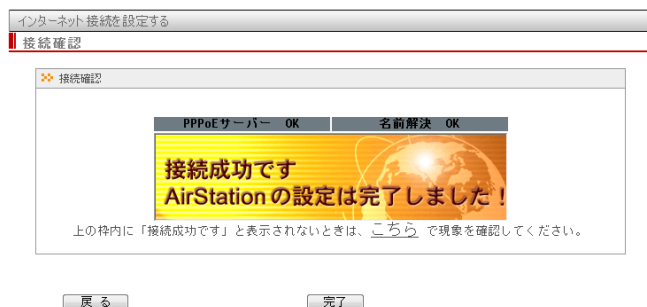 インターネット接続を設定する
接続確認
接続確認
PPPoEサーバー OK 名前解決 OK
接続成功です
AirStationの設定は完了しました!
上の枠内に「接続成功です」と表示されないときは、こちら で現象を確認してください。
戻る 完了